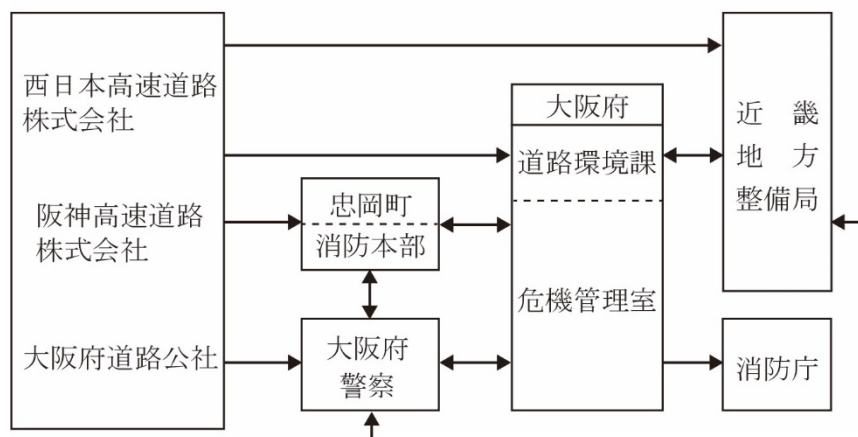 西日本高速道路
株式会社
阪神高速道路
株式会社
大阪府道路公社
忠岡町
消防本部
大阪府
警察
大阪府
道路環境課
危機管理室
近畿
地方
整備局
消防庁